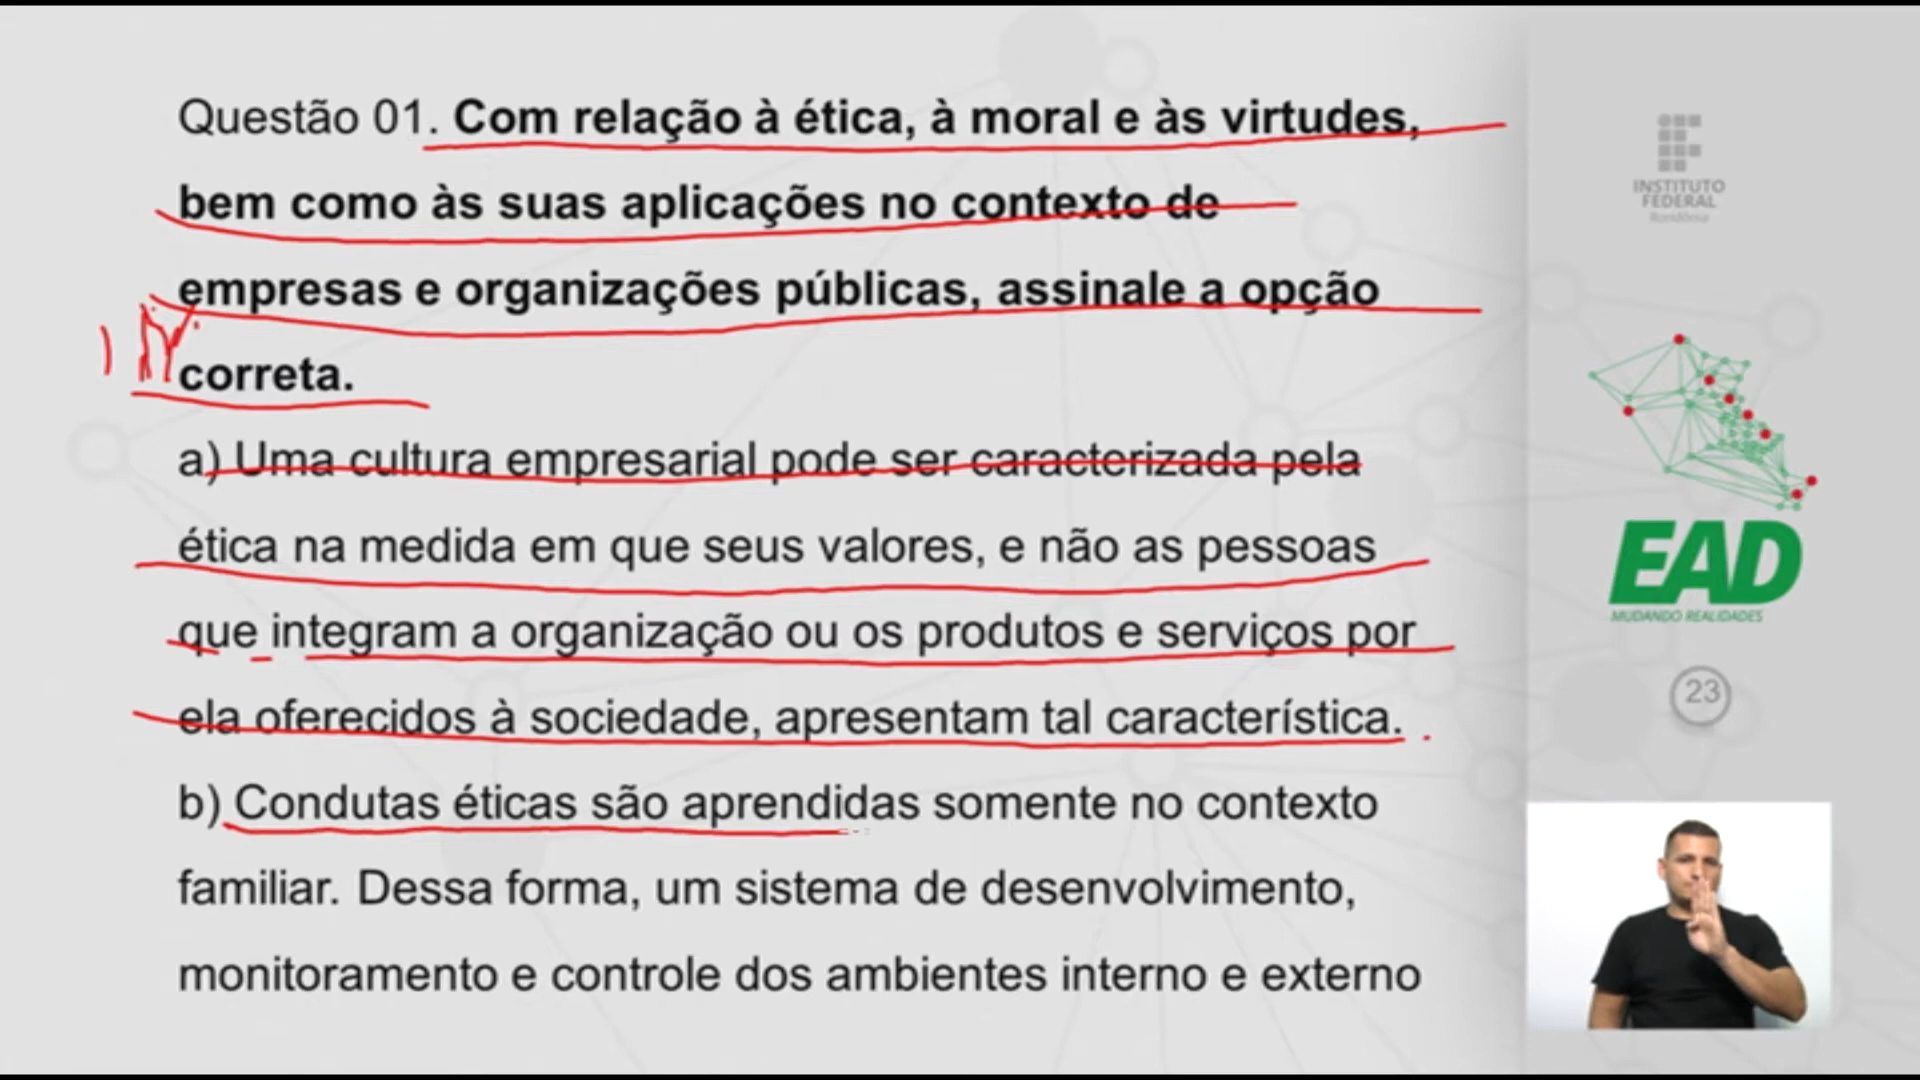 Questão 01. Com relação à ética, à moral e às virtudes,
bem como às suas aplicações no contexto de
empresas e organizações públicas, assinale a opção
correta.
a) Uma cultura empresarial pode ser caracterizada pela
ética na medida em que seus valores, e não as pessoas
que integram a organização ou os produtos e serviços por
ela oferecidos à sociedade, apresentam tal característica.
b) Condutas éticas são aprendidas somente no contexto
familiar. Dessa forma, um sistema de desenvolvimento,
monitoramento e controle dos ambientes interno e externo
INSTITUTO
FEDERAL
Rondônia
EAD
MUDANDO REALIDADES
23